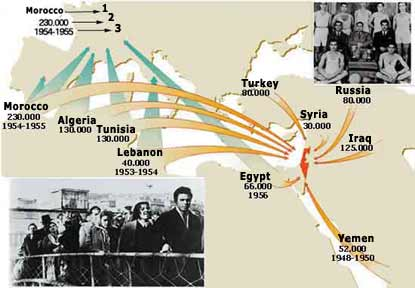 Morocco 1
230.000 2
1954-1955 3
Turkey
80.000
Russia
80.000
Syria
30.000
Iraq
125.000
Morocco
230.000
1954-1955
Algeria
130.000
Tunisia
130.000
Lebanon
40.000
1953-1954
Egypt
66.000
1956
Yemen
52.000
1948-1950